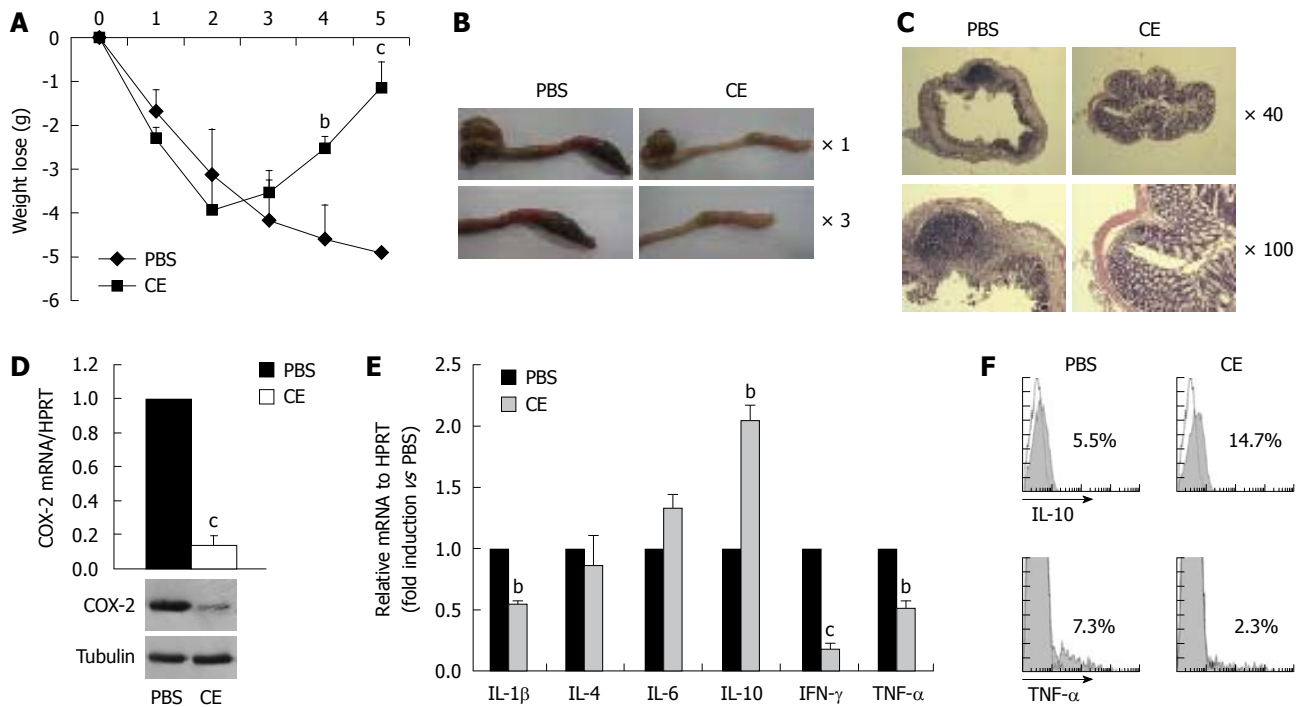 A
0 1 2 3 4 5
0
-1
-2
-3
-4
-5
-6
Weight lose (g)
b
c
PBS
CE
B
PBS CE
× 1
× 3
C
PBS CE
× 40
× 100
D
1.2
1.0
0.8
0.6
0.4
0.2
0.0
COX-2 mRNA/HPRT
PBS
CE
c
COX-2
Tubulin
PBS CE
E
2.5
2.0
1.5
1.0
0.5
0.0
Relative mRNA to HPRT
(fold induction vs PBS)
PBS
CE
b
b
c
b
IL-1β IL-4 IL-6 IL-10 IFN-γ TNF-α
F
PBS CE
5.5% 14.7%
IL-10
7.3% 2.3%
TNF-α